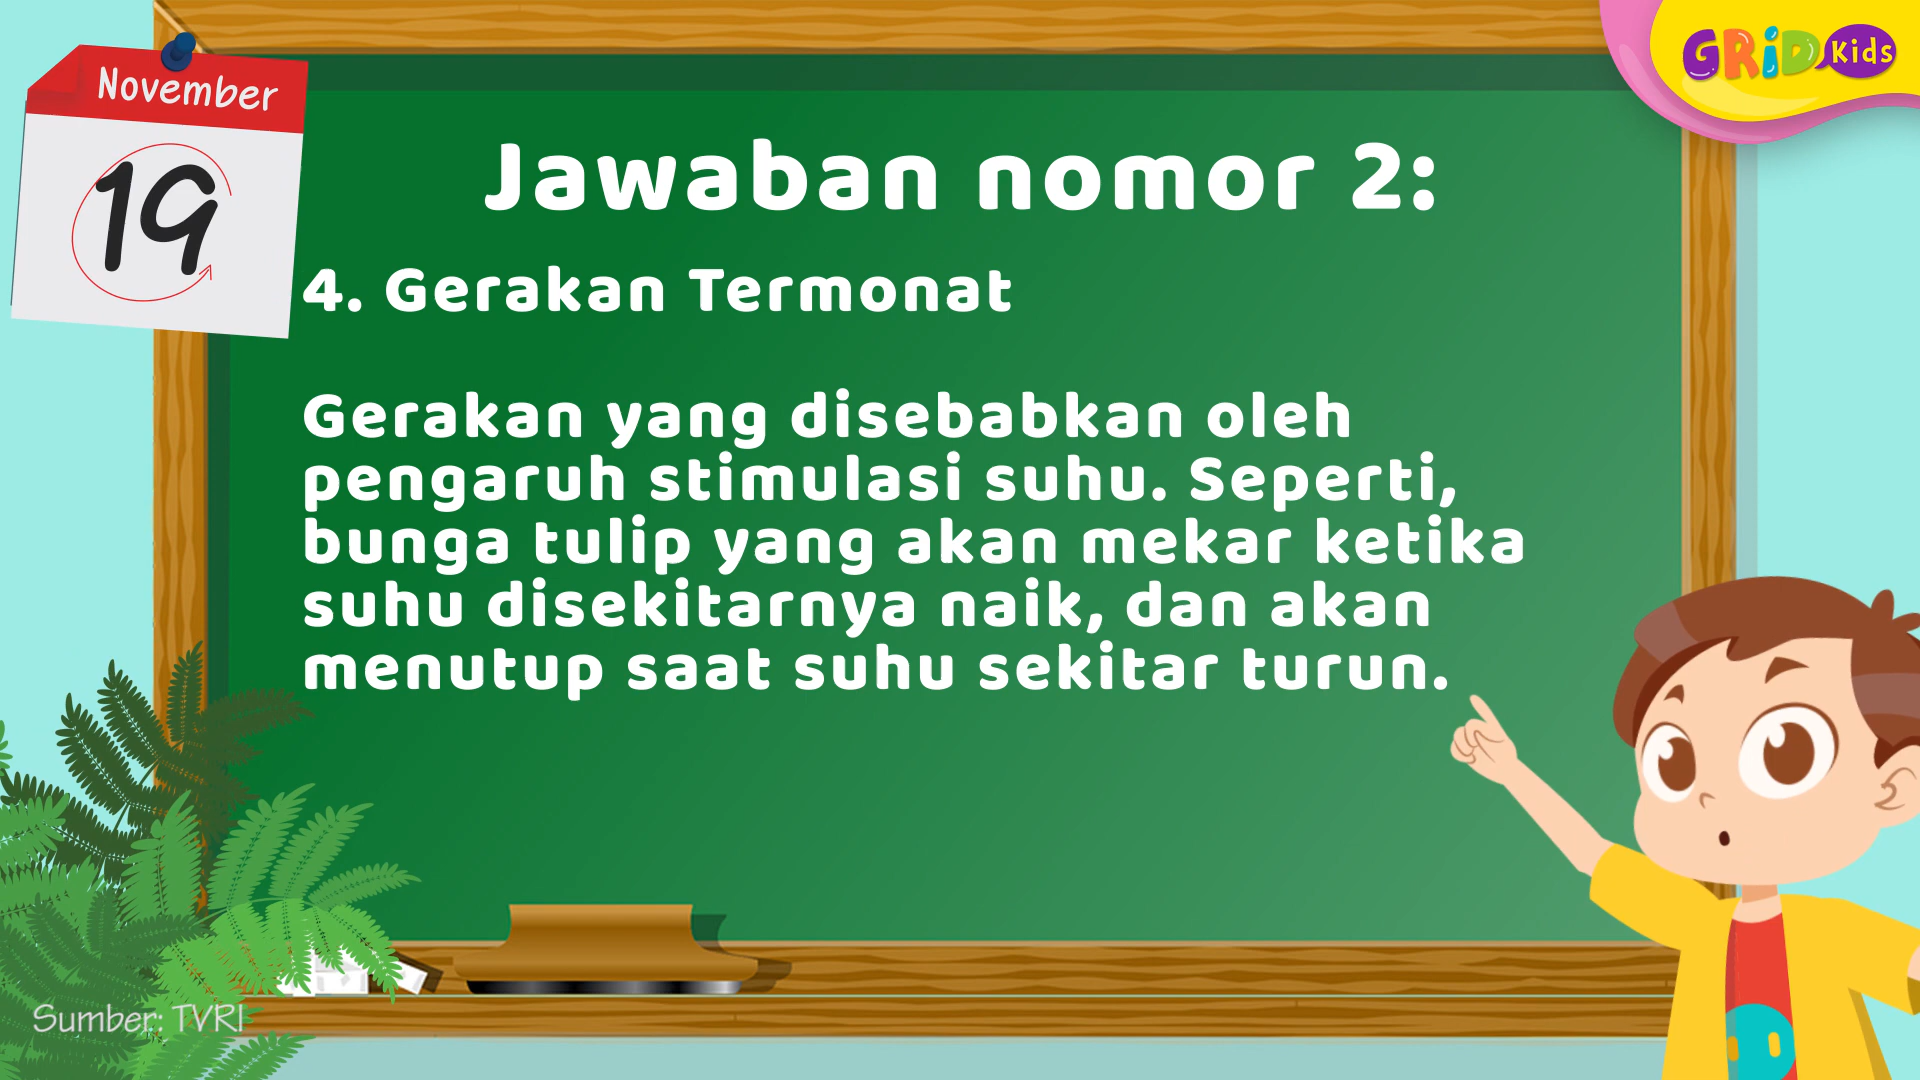 November
19
GRiD Kids
Jawaban nomor 2:
4. Gerakan Termonat
Gerakan yang disebabkan oleh
pengaruh stimulasi suhu. Seperti,
bunga tulip yang akan mekar ketika
suhu disekitarnya naik, dan akan
menutup saat suhu sekitar turun.
Sumber: TVRI